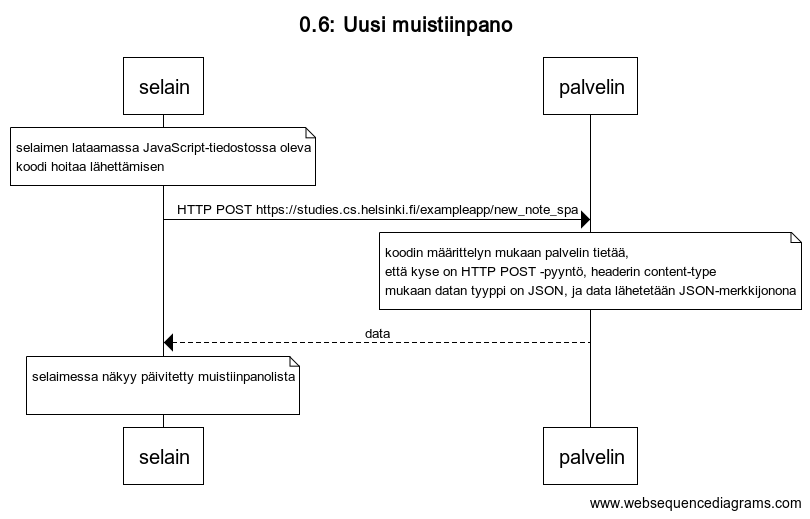 0.6: Uusi muistiinpano
selain
palvelin
selaimen lataamassa JavaScript-tiedostossa oleva
koodi hoitaa lähettämisen
HTTP POST https://studies.cs.helsinki.fi/exampleapp/new_note_spa
koodin määrittelyn mukaan palvelin tietää,
että kyse on HTTP POST -pyyntö, headerin content-type
mukaan datan tyyppi on JSON, ja data lähetetään JSON-merkkijonona
data
selaimessa näkyy päivitetty muistiinpanolista
selain
palvelin
www.websequencediagrams.com